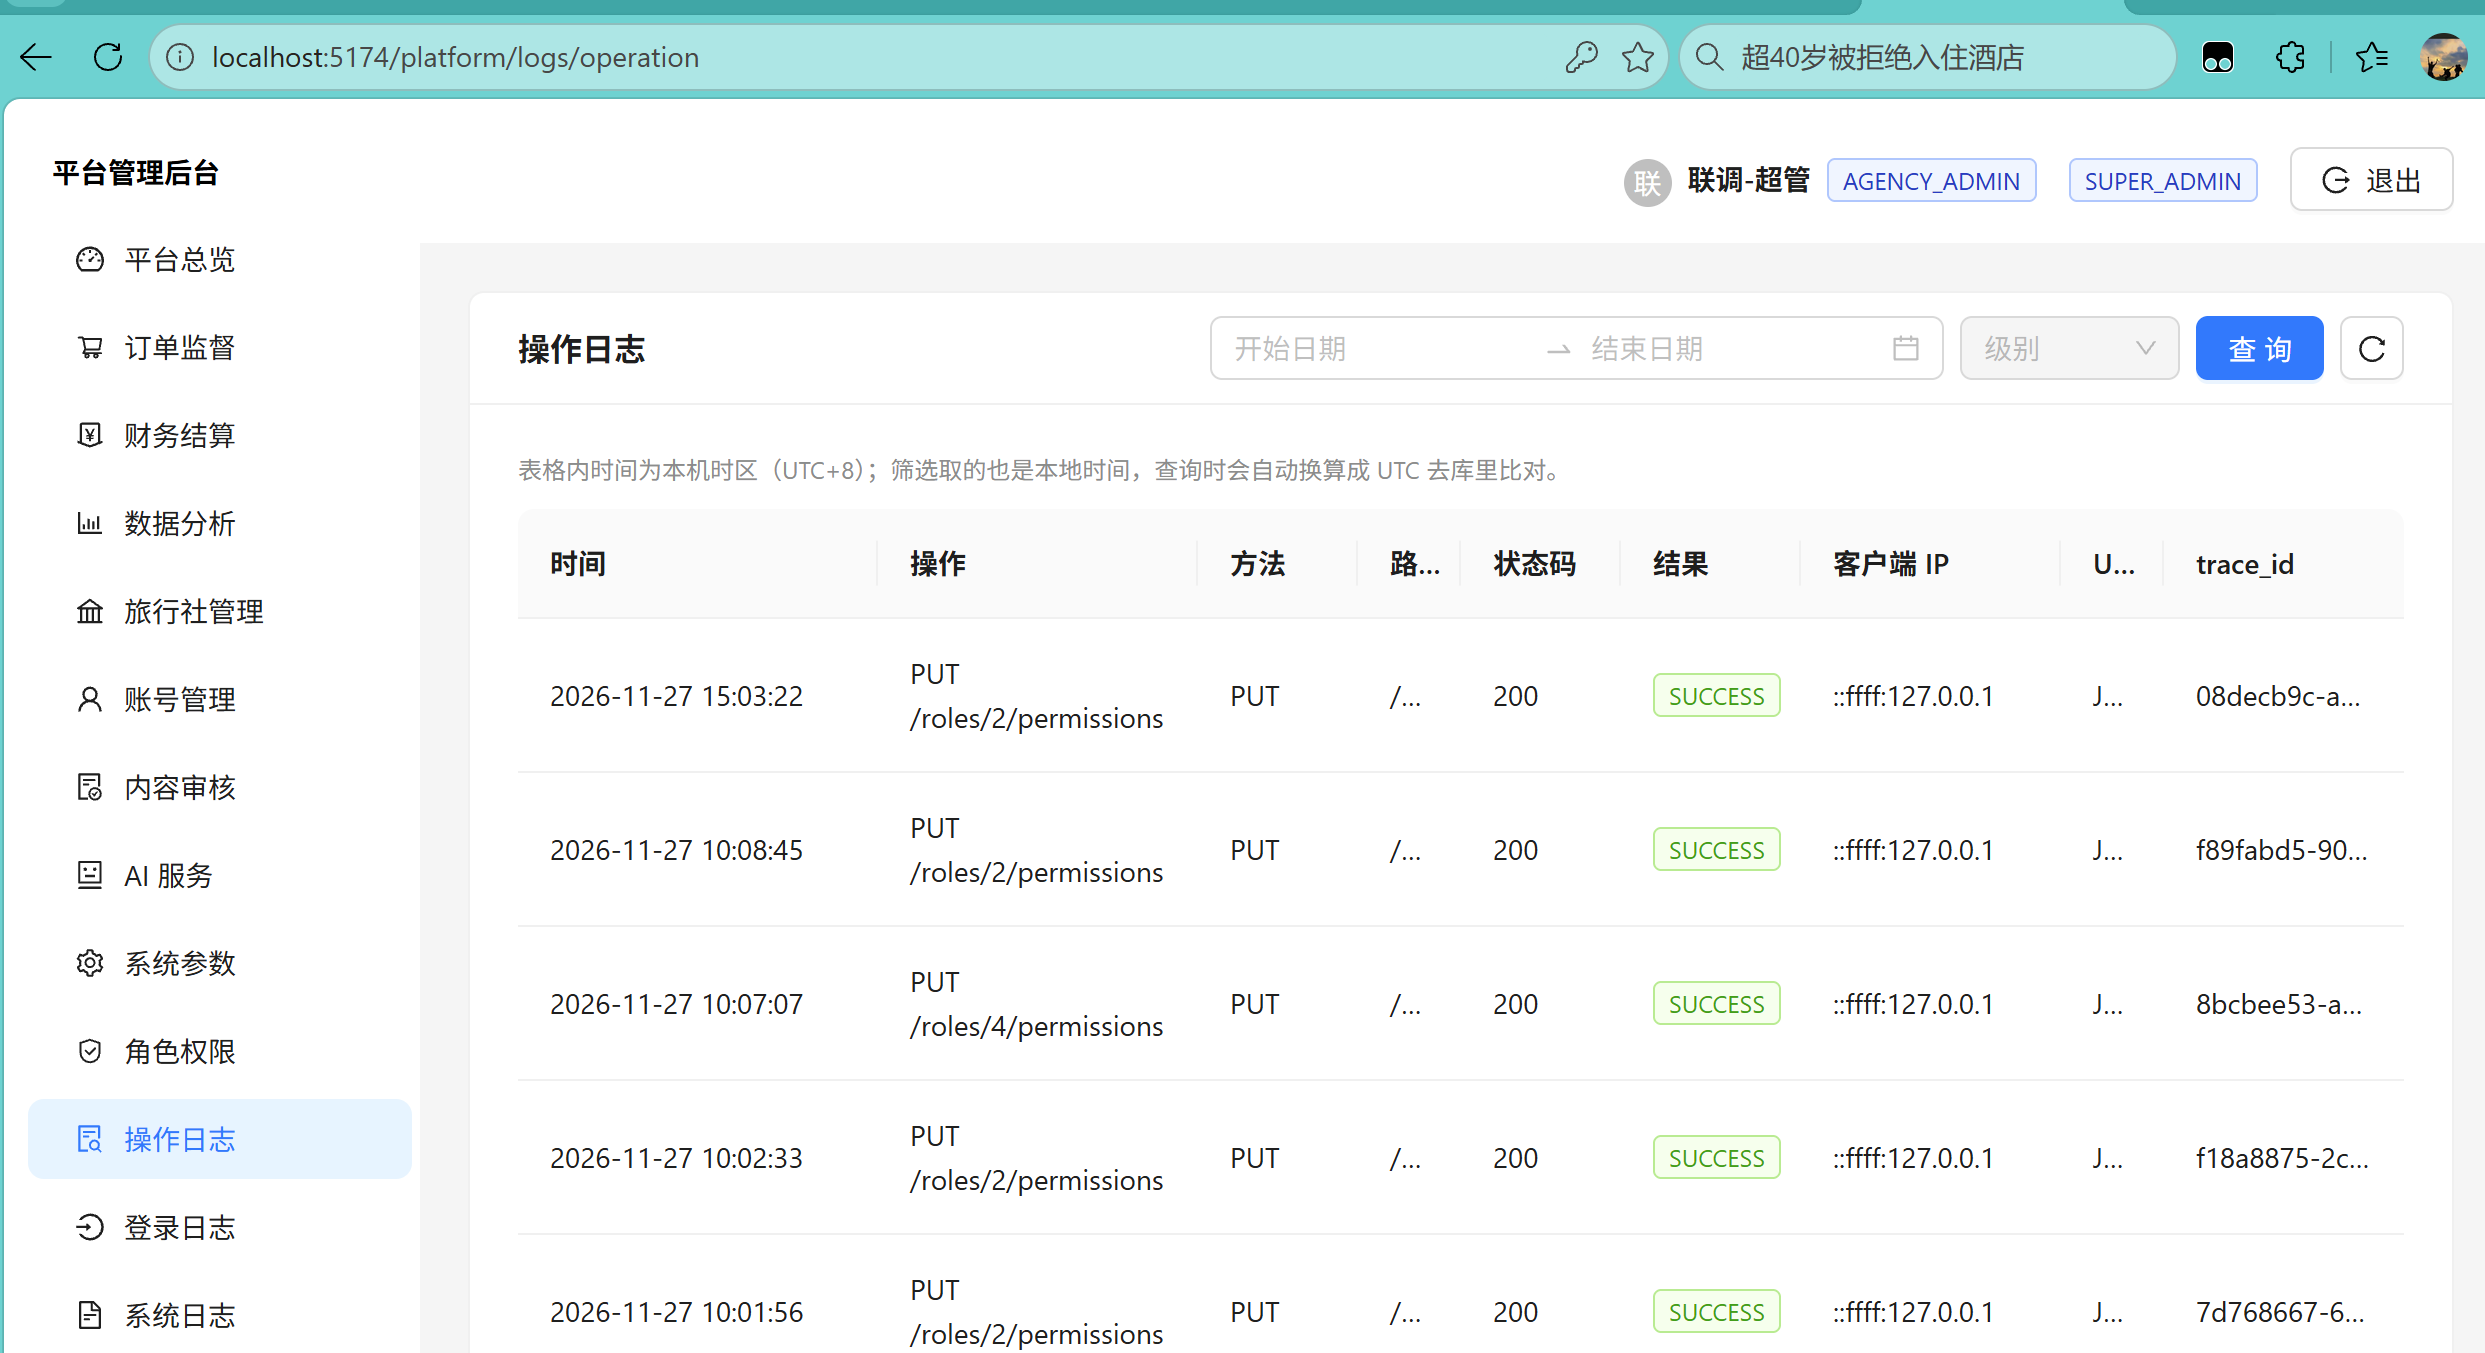 localhost:5174/platform/logs/operation
超40岁被拒绝入住酒店
平台管理后台
联
联调-超管
AGENCY_ADMIN
SUPER_ADMIN
退出
平台总览
订单监督
财务结算
数据分析
旅行社管理
账号管理
内容审核
AI 服务
系统参数
角色权限
操作日志
登录日志
系统日志
操作日志
开始日期
结束日期
级别
查 询
表格内时间为本机时区（UTC+8）；筛选取的也是本地时间，查询时会自动换算成 UTC 去库里比对。
时间 操作 方法 路... 状态码 结果 客户端 IP U... trace_id
2026-11-27 15:03:22 PUT /roles/2/permissions PUT /... 200 SUCCESS ::ffff:127.0.0.1 J... 08decb9c-a...
2026-11-27 10:08:45 PUT /roles/2/permissions PUT /... 200 SUCCESS ::ffff:127.0.0.1 J... f89fabd5-90...
2026-11-27 10:07:07 PUT /roles/4/permissions PUT /... 200 SUCCESS ::ffff:127.0.0.1 J... 8bcbee53-a...
2026-11-27 10:02:33 PUT /roles/2/permissions PUT /... 200 SUCCESS ::ffff:127.0.0.1 J... f18a8875-2c...
2026-11-27 10:01:56 PUT /roles/2/permissions PUT /... 200 SUCCESS ::ffff:127.0.0.1 J... 7d768667-6...